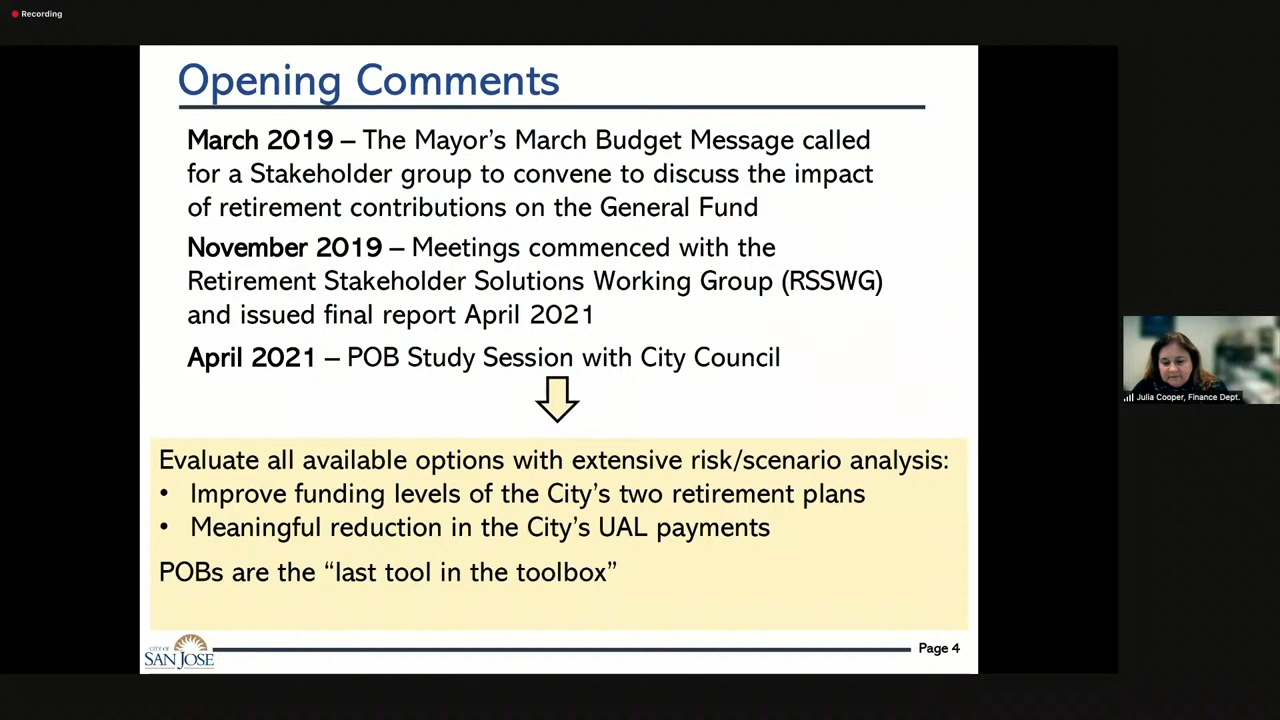 Recording
Opening Comments
March 2019 – The Mayor’s March Budget Message called
for a Stakeholder group to convene to discuss the impact
of retirement contributions on the General Fund
November 2019 – Meetings commenced with the
Retirement Stakeholder Solutions Working Group (RSSWG)
and issued final report April 2021
April 2021 – POB Study Session with City Council
Evaluate all available options with extensive risk/scenario analysis:
• Improve funding levels of the City’s two retirement plans
• Meaningful reduction in the City’s UAL payments
POBs are the “last tool in the toolbox”
CITY OF
SAN JOSE
Page 4
Julia Cooper, Finance Dept.